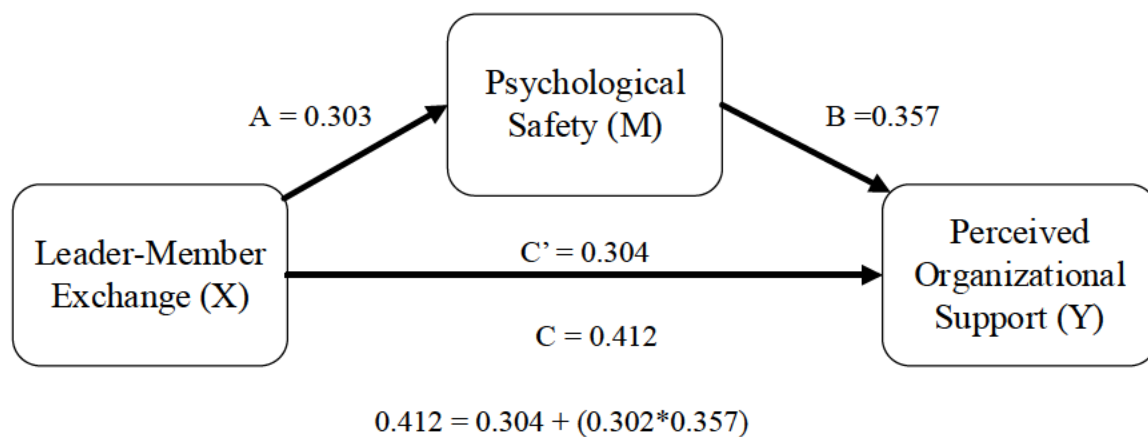 Psychological
Safety (M)
A = 0.303
B =0.357
Leader-Member
Exchange (X)
C’ = 0.304
Perceived
Organizational
Support (Y)
C = 0.412
0.412 = 0.304 + (0.302*0.357)